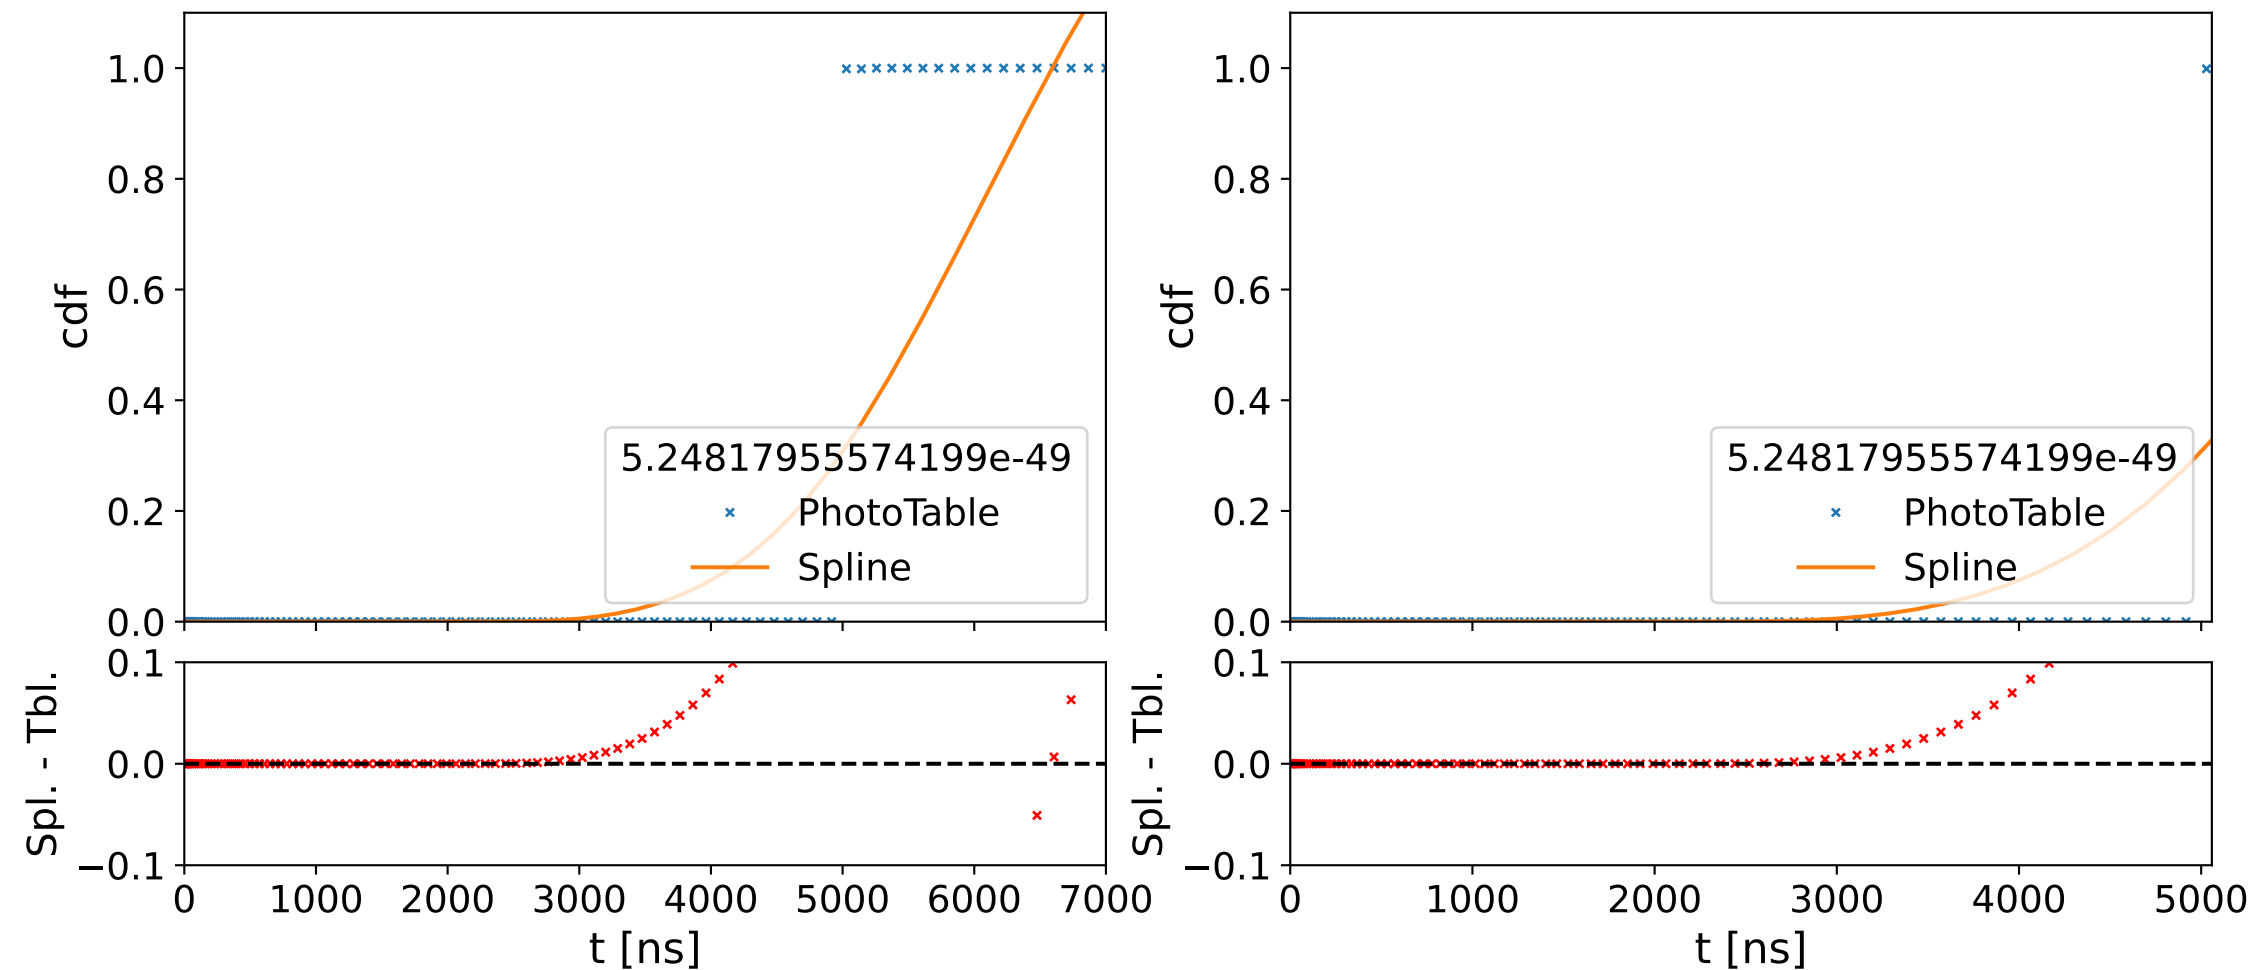 cdf
1.0
0.8
0.6
0.4
0.2
0.0
5.24817955574199e-49
PhotoTable
Spline
Spl. - Tbl.
0.1
0.0
−0.1
0 1000 2000 3000 4000 5000 6000 7000
t [ns]
cdf
1.0
0.8
0.6
0.4
0.2
0.0
5.24817955574199e-49
PhotoTable
Spline
Spl. - Tbl.
0.1
0.0
−0.1
0 1000 2000 3000 4000 5000
t [ns]